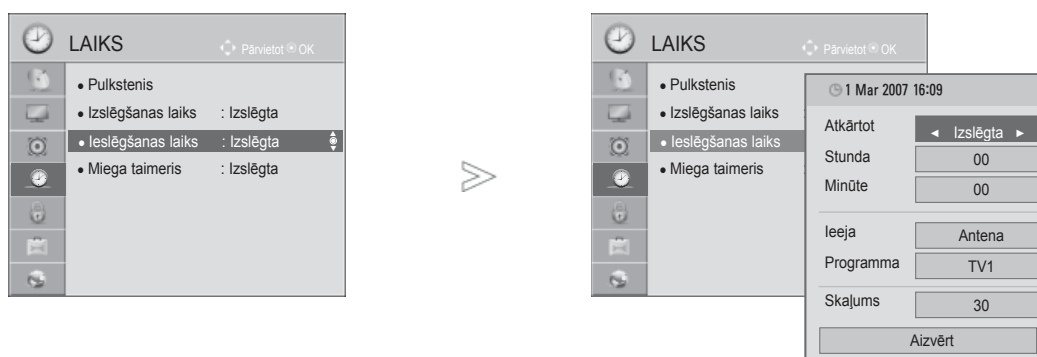 LAIKS
Pārvietot OK
• Pulkstenis
• Izslēgšanas laiks : Izslēgta
• Ieslēgšanas laiks : Izslēgta
• Miega taimeris : Izslēgta
LAIKS
Pārvietot OK
• Pulkstenis
• Izslēgšanas laiks
• Ieslēgšanas laiks
• Miega taimeris :
1 Mar 2007 16:09
Atkārtot ◄ Izslēgta ►
Stunda 00
Minūte 00
Ieeja Antena
Programma TV1
Skaļums 30
Aizvērt